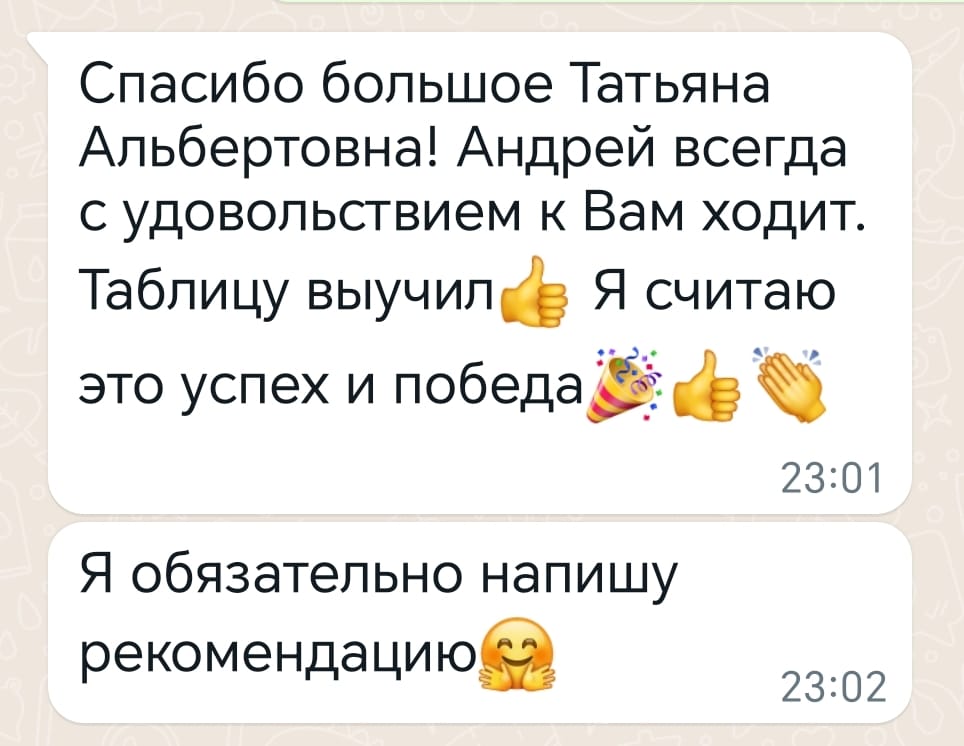 Спасибо большое Татьяна
Альбертовна! Андрей всегда
с удовольствием к Вам ходит.
Таблицу выучил👍 Я считаю
это успех и победа🎉👍👏
23:01
Я обязательно напишу
рекомендацию🤗
23:02